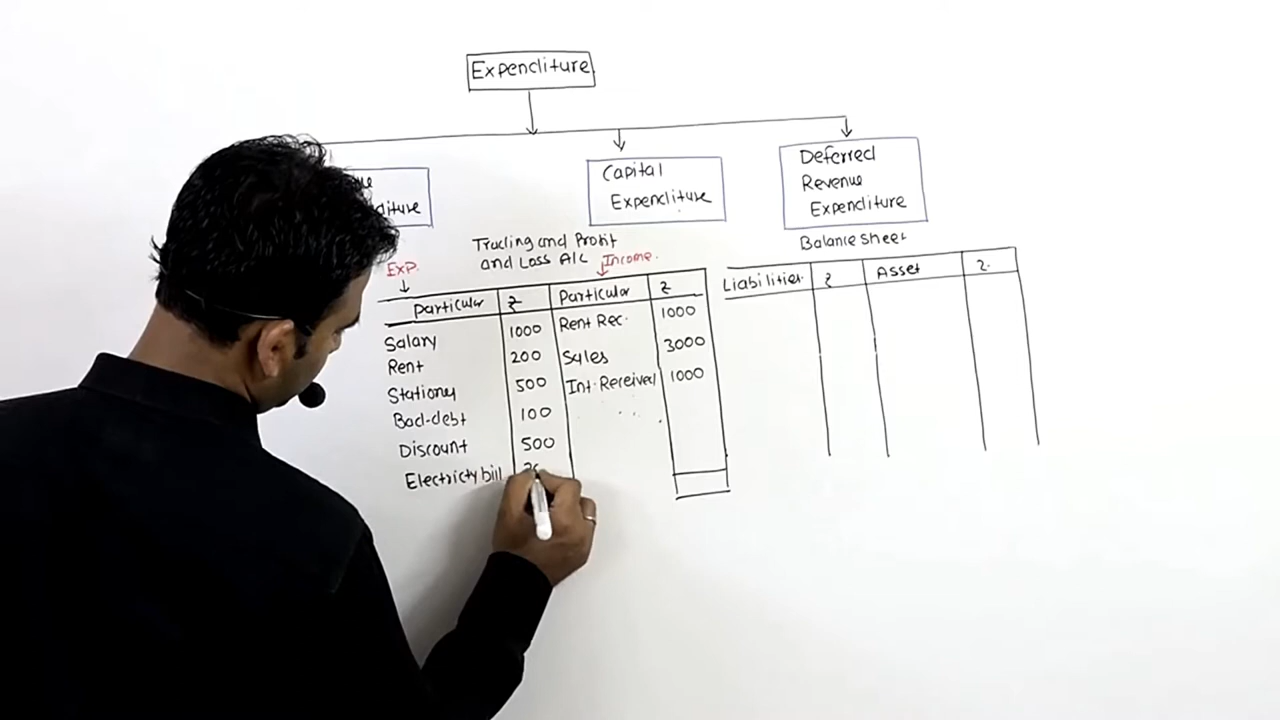 Expenditure
Capital
Expenditure
Deferred
Revenue
Expenditure
Trading and Profit
and Loss A/c
Income.
Exp.
Balance sheet
Particular ₹ Particular ₹
Liabilities ₹ Asset ₹
Salary 1000 Rent Rec. 1000
Rent 200 Sales 3000
Stationey 500 Int. Received 1000
Bad-debt 100
Discount 500
Electricty bill